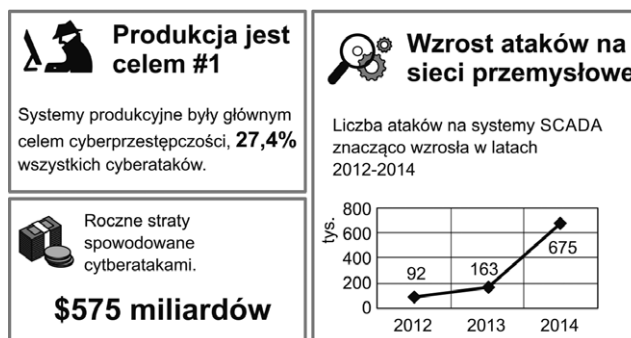 Produkcja jest
celem #1
Systemy produkcyjne były głównym
celem cyberprzestępczości, 27,4%
wszystkich cyberataków.
Roczne straty
spowodowane
cytberatakami.
$575 miliardów
Wzrost ataków na
sieci przemysłowe
Liczba ataków na systemy SCADA
znacząco wzrosła w latach
2012-2014
tys.
800
600
400
200
0
92
163
675
2012
2013
2014